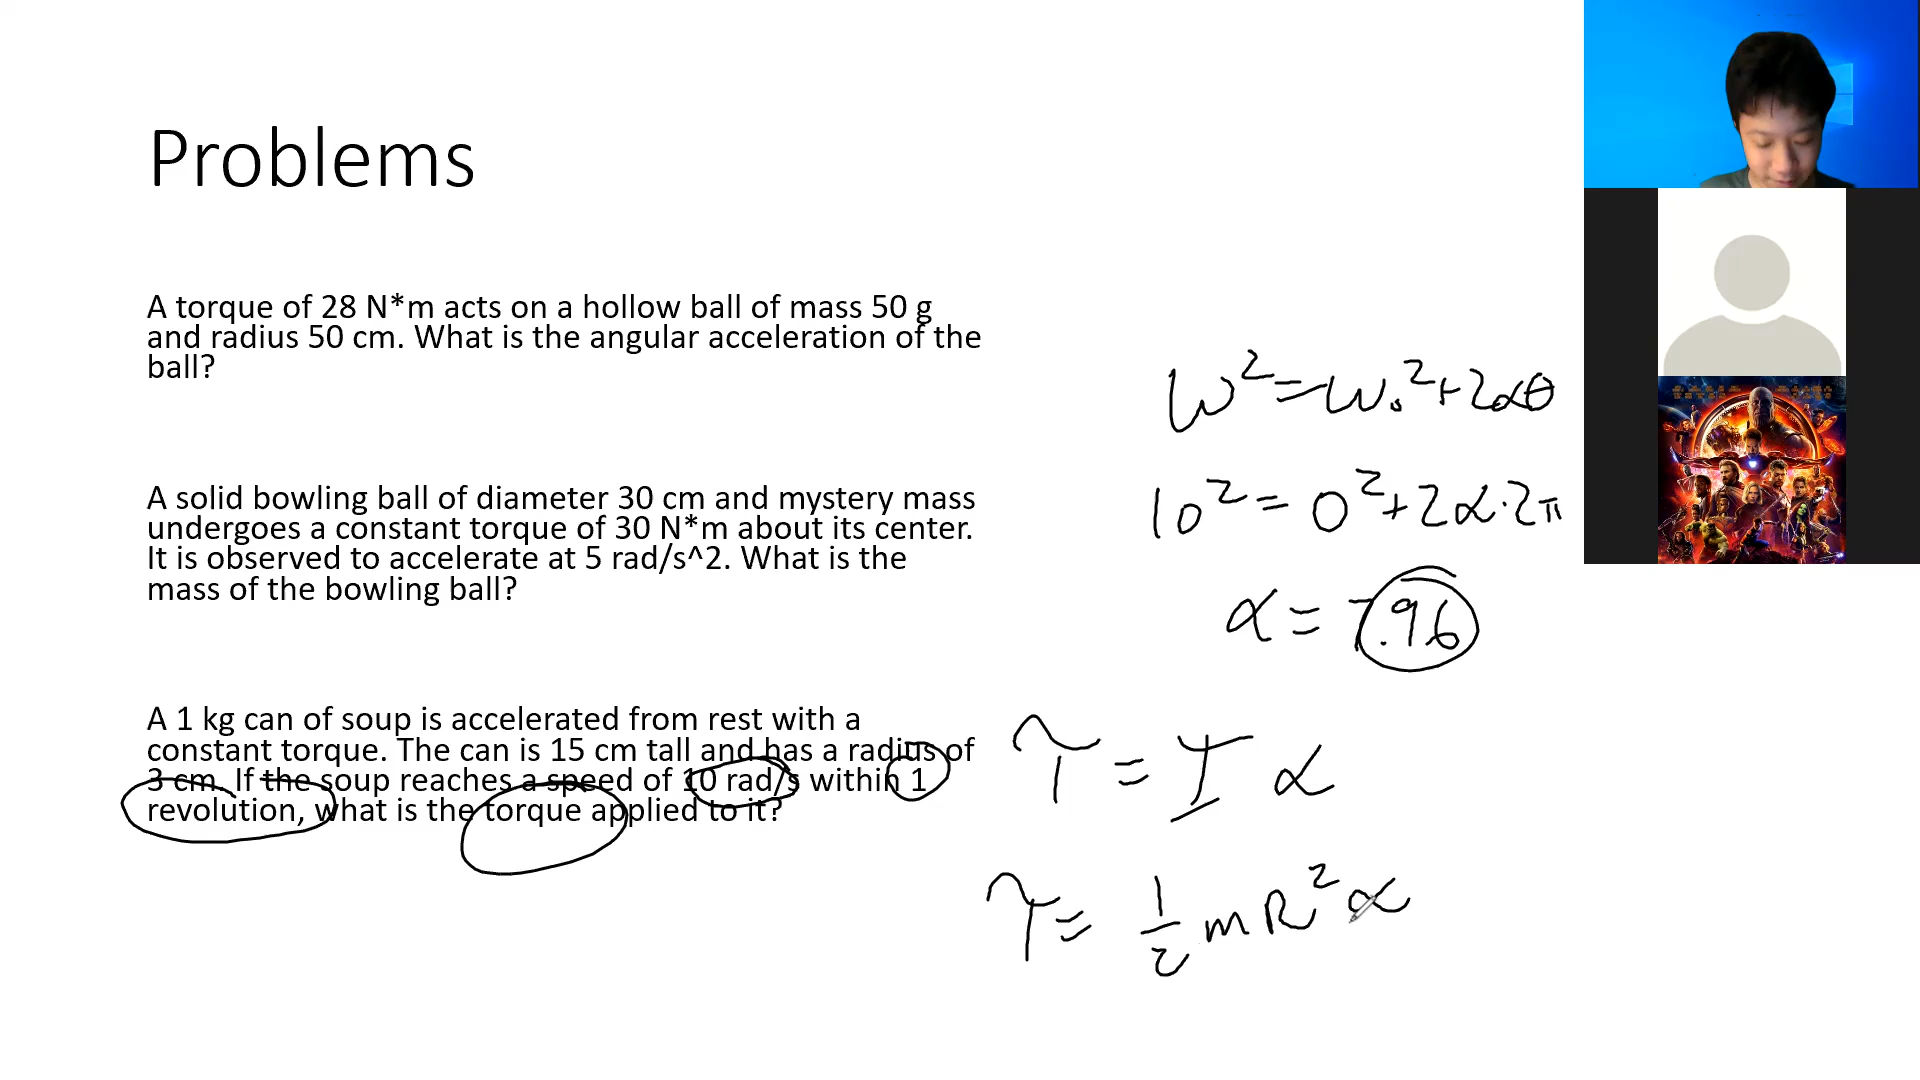 Problems
A torque of 28 N*m acts on a hollow ball of mass 50 g
and radius 50 cm. What is the angular acceleration of the
ball?
A solid bowling ball of diameter 30 cm and mystery mass
undergoes a constant torque of 30 N*m about its center.
It is observed to accelerate at 5 rad/s^2. What is the
mass of the bowling ball?
A 1 kg can of soup is accelerated from rest with a
constant torque. The can is 15 cm tall and has a radius of
3 cm. If the soup reaches a speed of 10 rad/s within 1
revolution, what is the torque applied to it?
ω²=ω₀²+2αθ
10²=0²+2α·2π
α=7.96
τ=Iα
τ=1/2mR²α